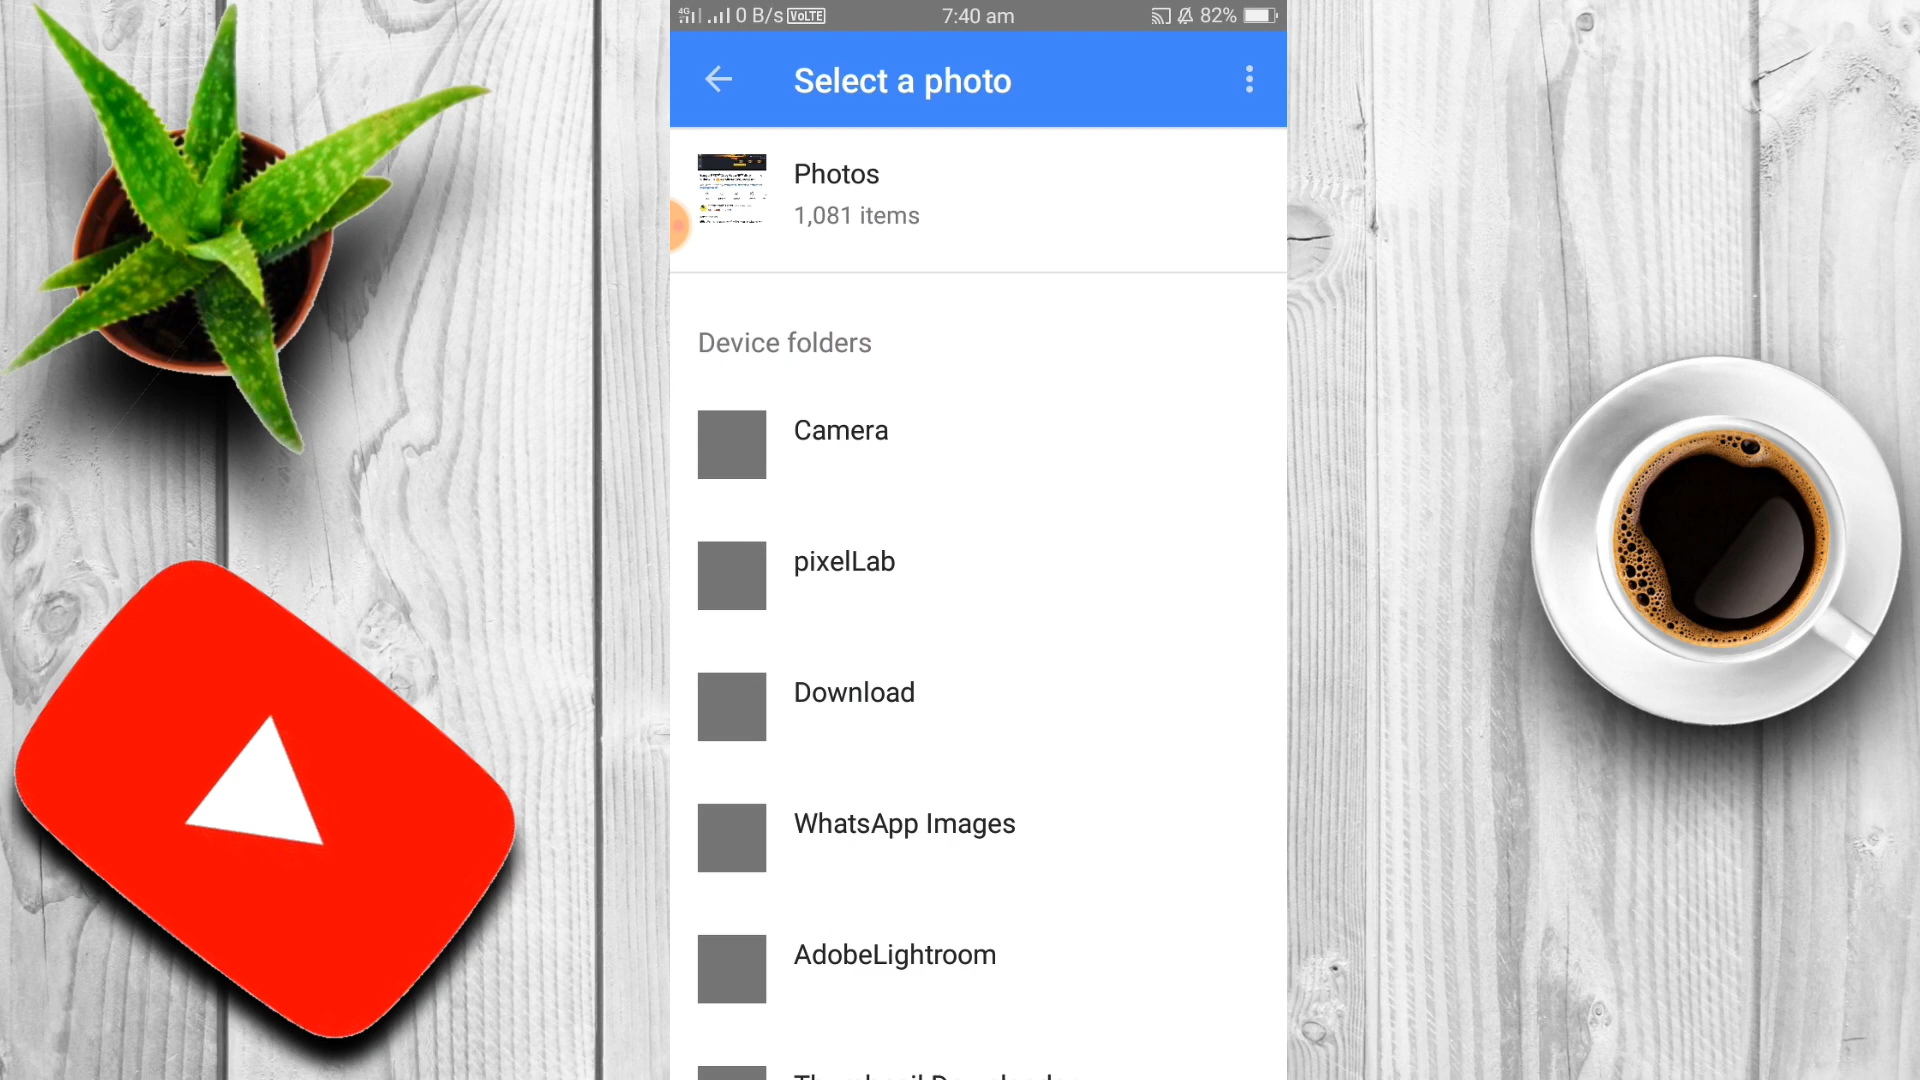 4G 0 B/s VoLTE 7:40 am 82%
Select a photo
Photos
1,081 items
Device folders
Camera
pixelLab
Download
WhatsApp Images
AdobeLightroom